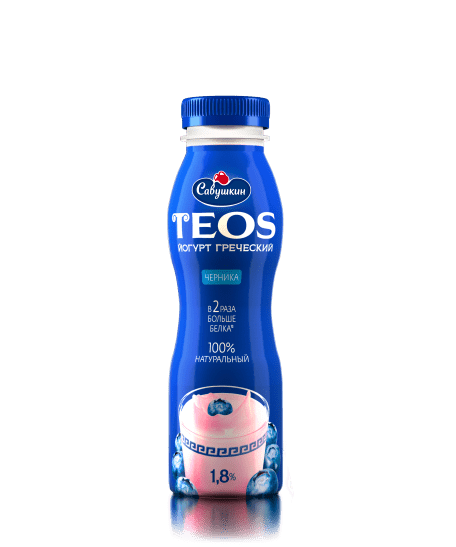 Савушкин
TEOS
ЙОГУРТ ГРЕЧЕСКИЙ
ЧЕРНИКА
В 2 РАЗА
БОЛЬШЕ
БЕЛКА*
100%
НАТУРАЛЬНЫЙ
1,8%